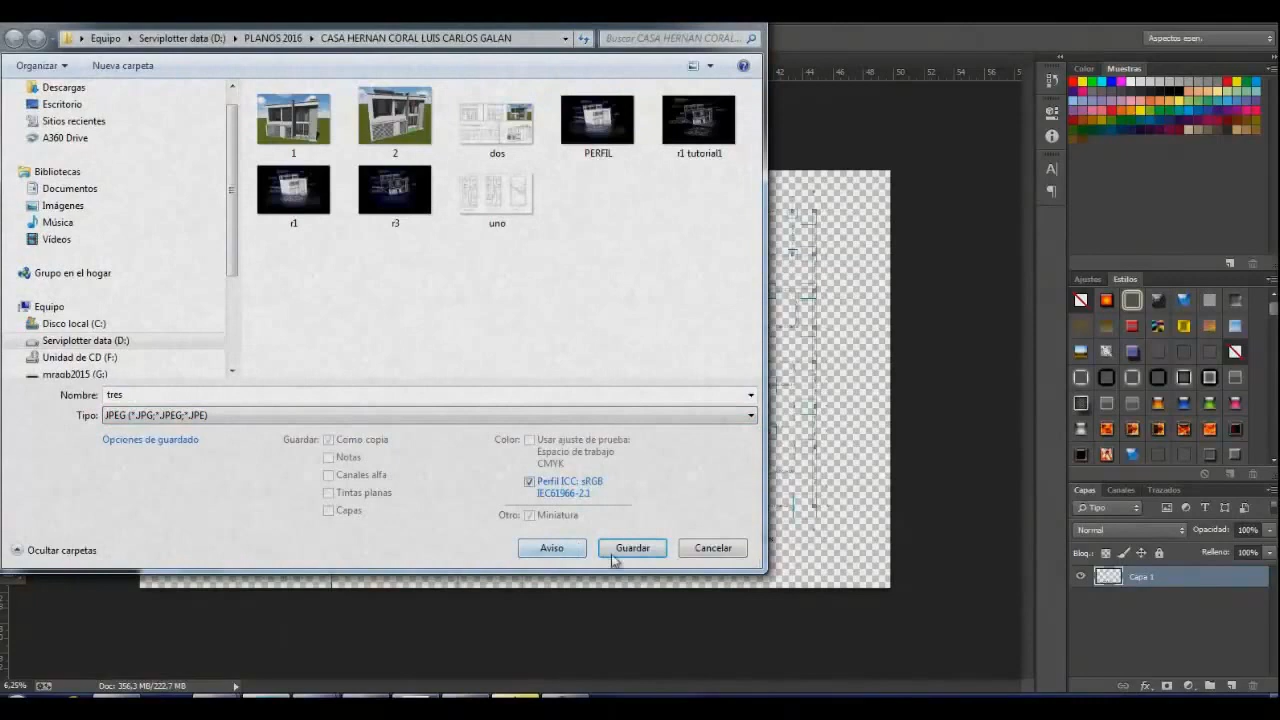 Equipo ▸ Serviplotter data (D:) ▸ PLANOS 2016 ▸ CASA HERNAN CORAL LUIS CARLOS GALAN
Buscar CASA HERNAN CORAL...
Aspectos esen.
Organizar
Nueva carpeta
42 44 46 48 50 52 54 56
Color
Muestras
Descargas
Escritorio
Sitios recientes
A360 Drive
Bibliotecas
Documentos
Imágenes
Música
Vídeos
Grupo en el hogar
Equipo
Disco local (C:)
Serviplotter data (D:)
Unidad de CD (F:)
mraqb2015 (G:)
1
2
dos
PERFIL
r1 tutorial1
r1
r3
uno
Nombre: tres
Tipo: JPEG (*.JPG;*.JPEG;*.JPE)
Opciones de guardado
Guardar: Como copia
Notas
Canales alfa
Tintas planas
Capas
Color: Usar ajuste de prueba:
Espacio de trabajo
CMYK
Perfil ICC: sRGB
IEC61966-2.1
Otro: Miniatura
Ocultar carpetas
Aviso
Guardar
Cancelar
Ajustes
Estilos
Capas
Canales
Trazados
Tipo
Normal
Opacidad: 100%
Bloq.:
Relleno: 100%
Capa 1
6,25%
Doc: 356,3 MB/222,7 MB